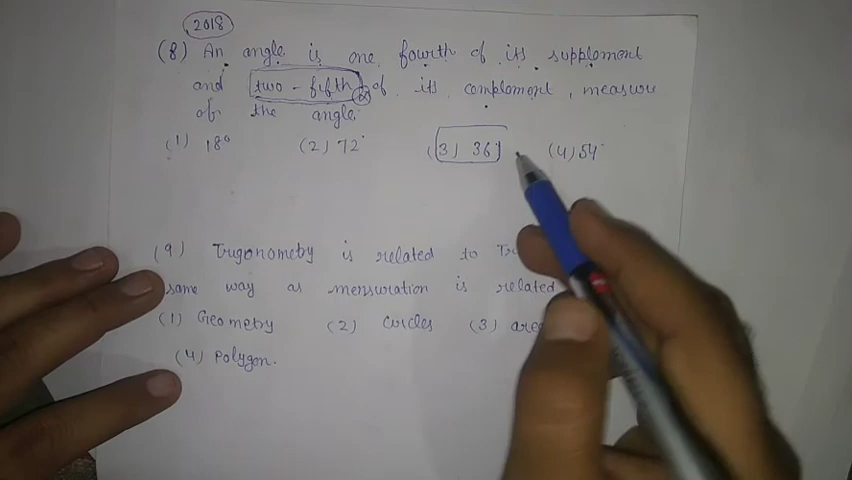 2018
(8) An angle is one fourth of its supplement
and two-fifth of its complement, measure
of the angle.
(1) 18° (2) 72° (3) 36° (4) 54°
(9) Trigonometry is related to
same way as mensuration is related
(1) Geometry (2) circles (3)
(4) Polygon.